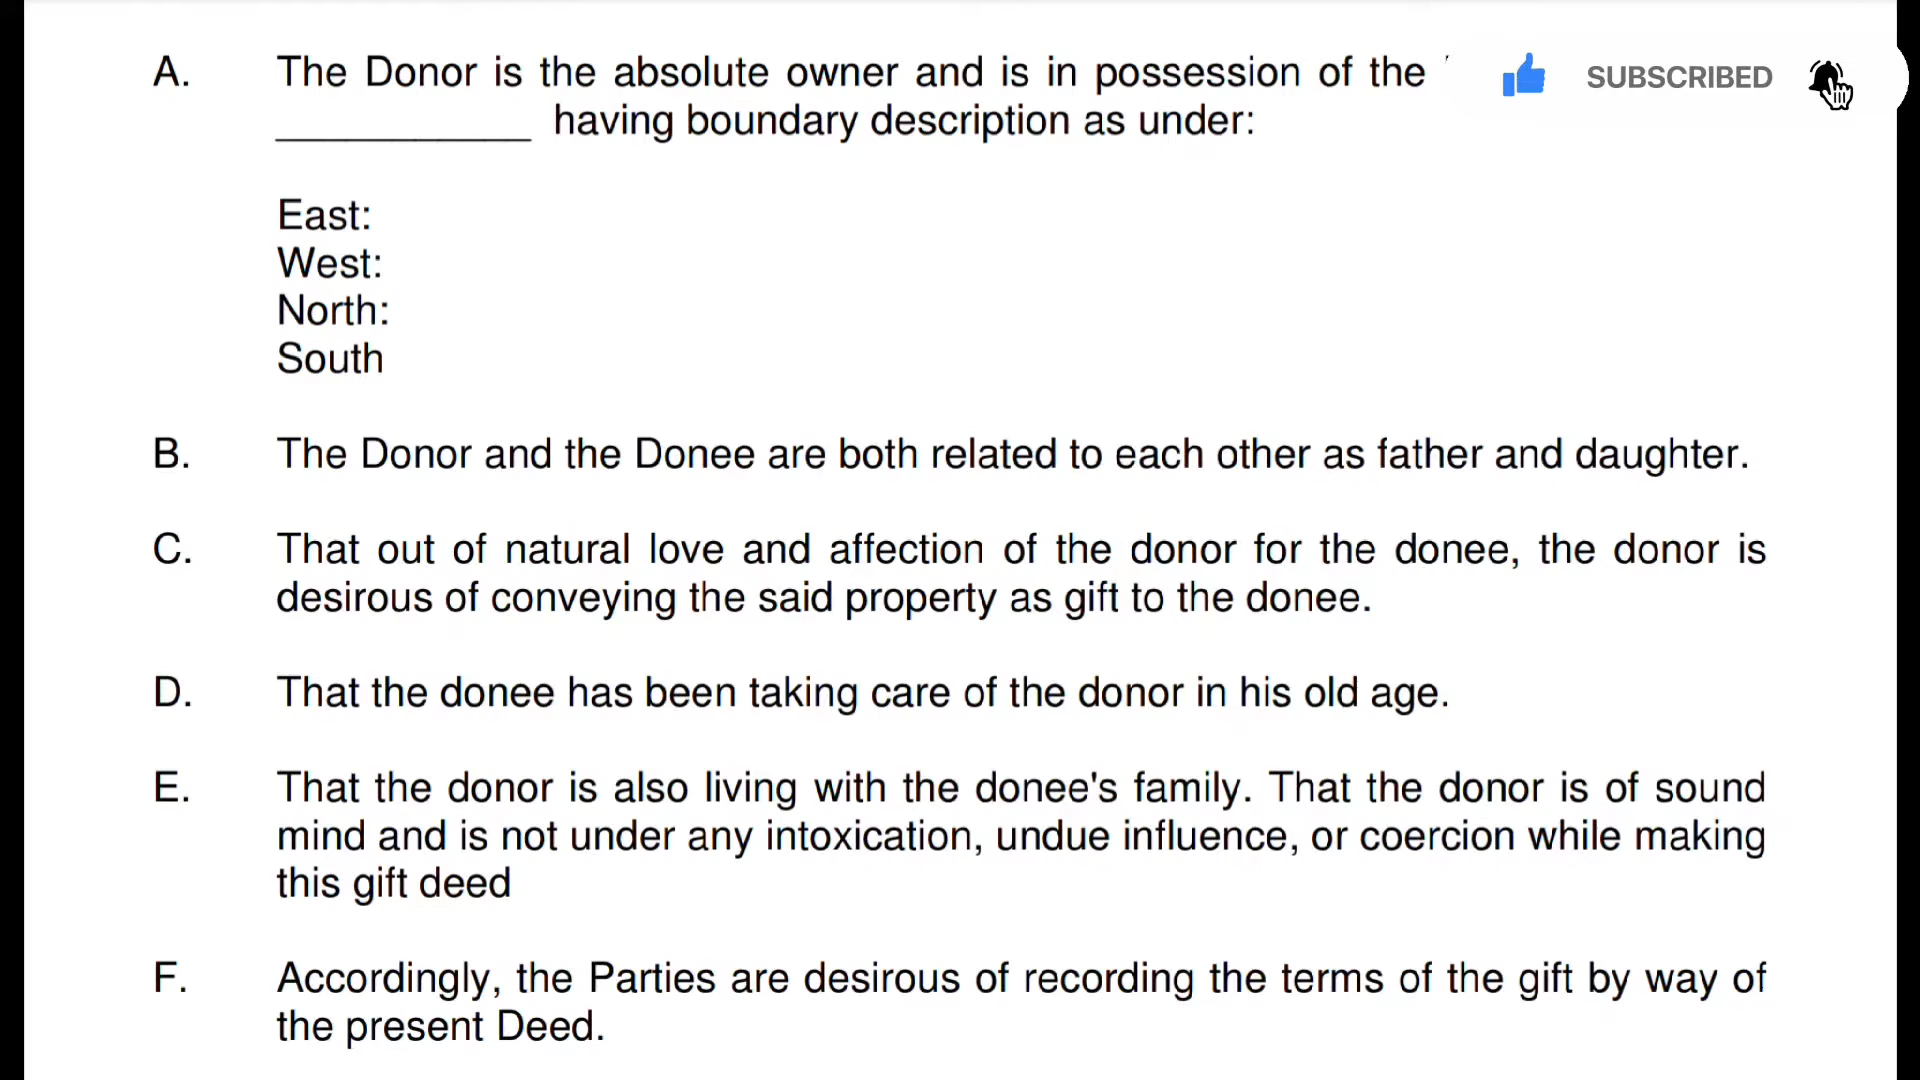 A. The Donor is the absolute owner and is in possession of the
____________ having boundary description as under:
East:
West:
North:
South
B. The Donor and the Donee are both related to each other as father and daughter.
C. That out of natural love and affection of the donor for the donee, the donor is
desirous of conveying the said property as gift to the donee.
D. That the donee has been taking care of the donor in his old age.
E. That the donor is also living with the donee's family. That the donor is of sound
mind and is not under any intoxication, undue influence, or coercion while making
this gift deed
F. Accordingly, the Parties are desirous of recording the terms of the gift by way of
the present Deed.
SUBSCRIBED